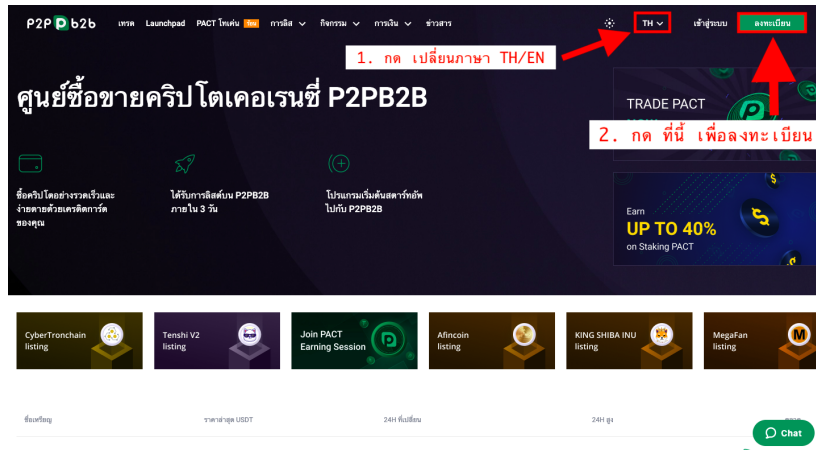 P2P b2b
เทรด Launchpad PACT โทเค่น การลิส กิจกรรม การเงิน ข่าวสาร TH เข้าสู่ระบบ ลงทะเบียน
1. กด เปลี่ยนภาษา TH/EN
ศูนย์ซื้อขายคริปโตเคอเรนซี่ P2PB2B
TRADE PACT
2. กด ที่นี้ เพื่อลงทะเบียน
ซื้อคริปโตอย่างรวดเร็วและ
ง่ายดายด้วยเครดิตการ์ด
ของคุณ
ได้รับการลิสต์บน P2PB2B
ภายใน 3 วัน
โปรแกรมเริ่มต้นสตาร์ทอัพ
ไปกับ P2PB2B
Earn
UP TO 40%
on Staking PACT
CyberTronchain
listing
Tenshi V2
listing
Join PACT
Earning Session
Afincoin
listing
KING SHIBA INU
listing
MegaFan
listing
ชื่อเหรียญ ราคาล่าสุด USDT 24H ที่เปลี่ยน 24H สูง
Chat